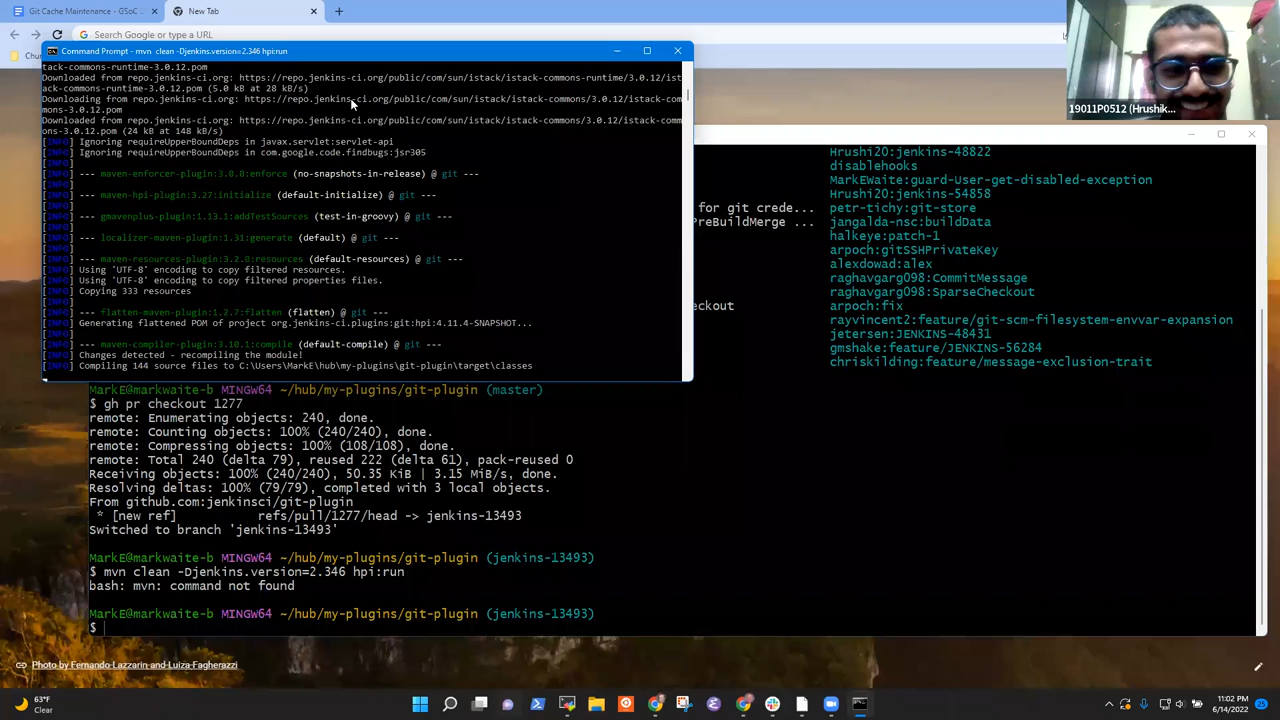 Git Cache Maintenance - GSoC
New Tab
Search Google or type a URL
Command Prompt - mvn clean -Djenkins.version=2.346 hpi:run
tack-commons-runtime-3.0.12.pom
Downloaded from repo.jenkins-ci.org: https://repo.jenkins-ci.org/public/com/sun/istack/istack-commons-runtime/3.0.12/ist
ack-commons-runtime-3.0.12.pom (5.0 kB at 28 kB/s)
Downloading from repo.jenkins-ci.org: https://repo.jenkins-ci.org/public/com/sun/istack/istack-commons/3.0.12/istack-com
mons-3.0.12.pom
Downloaded from repo.jenkins-ci.org: https://repo.jenkins-ci.org/public/com/sun/istack/istack-commons/3.0.12/istack-comm
ons-3.0.12.pom (24 kB at 148 kB/s)
[INFO] Ignoring requireUpperBoundDeps in javax.servlet:servlet-api
[INFO] Ignoring requireUpperBoundDeps in com.google.code.findbugs:jsr305
[INFO]
[INFO] --- maven-enforcer-plugin:3.0.0:enforce (no-snapshots-in-release) @ git ---
[INFO]
[INFO] --- maven-hpi-plugin:3.27:initialize (default-initialize) @ git ---
[INFO]
[INFO] --- gmavenplus-plugin:1.13.1:addTestSources (test-in-groovy) @ git ---
[INFO]
[INFO] --- localizer-maven-plugin:1.31:generate (default) @ git ---
[INFO]
[INFO] --- maven-resources-plugin:3.2.0:resources (default-resources) @ git ---
[INFO] Using 'UTF-8' encoding to copy filtered resources.
[INFO] Using 'UTF-8' encoding to copy filtered properties files.
[INFO] Copying 333 resources
[INFO]
[INFO] --- flatten-maven-plugin:1.2.7:flatten (flatten) @ git ---
[INFO] Generating flattened POM of project org.jenkins-ci.plugins:git:hpi:4.11.4-SNAPSHOT...
[INFO]
[INFO] --- maven-compiler-plugin:3.10.1:compile (default-compile) @ git ---
[INFO] Changes detected - recompiling the module!
[INFO] Compiling 144 source files to C:\Users\MarkE\hub\my-plugins\git-plugin\target\classes
19011P0512 (Hrushik...
Hrushi20:jenkins-48822
disablehooks
MarkEWaite:guard-User-get-disabled-exception
Hrushi20:jenkins-54858
for git crede... petr-tichy:git-store
PreBuildMerge ... jangalda-nsc:buildData
halkeye:patch-1
arpoch:gitSSHPrivateKey
alexdowad:alex
raghavgarg098:CommitMessage
raghavgarg098:SparseCheckout
eckout arpoch:fix
rayvincent2:feature/git-scm-filesystem-envvar-expansion
jetersen:JENKINS-48431
gmshake:feature/JENKINS-56284
chriskilding:feature/message-exclusion-trait
MarkE@markwaite-b MINGW64 ~/hub/my-plugins/git-plugin (master)
$ gh pr checkout 1277
remote: Enumerating objects: 240, done.
remote: Counting objects: 100% (240/240), done.
remote: Compressing objects: 100% (108/108), done.
remote: Total 240 (delta 79), reused 222 (delta 61), pack-reused 0
Receiving objects: 100% (240/240), 50.35 KiB | 3.15 MiB/s, done.
Resolving deltas: 100% (79/79), completed with 3 local objects.
From github.com:jenkinsci/git-plugin
* [new ref] refs/pull/1277/head -> jenkins-13493
Switched to branch 'jenkins-13493'
MarkE@markwaite-b MINGW64 ~/hub/my-plugins/git-plugin (jenkins-13493)
$ mvn clean -Djenkins.version=2.346 hpi:run
bash: mvn: command not found
MarkE@markwaite-b MINGW64 ~/hub/my-plugins/git-plugin (jenkins-13493)
$
Photo by Fernando-Lazzarin-and-Luiza-Fagherazzi
63°F
Clear
11:02 PM
6/14/2022
25